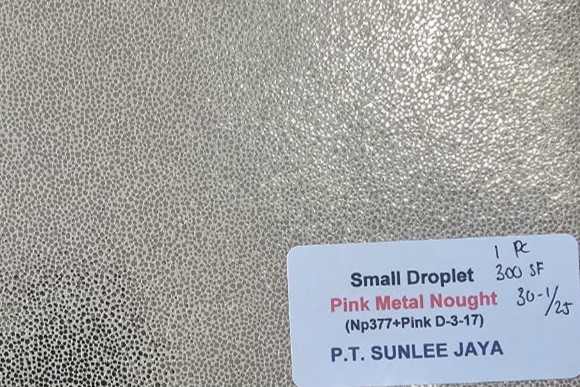 1 Pc
Small Droplet 300 SF
Pink Metal Nought 30-1/25
(Np377+Pink D-3-17)
P.T. SUNLEE JAYA